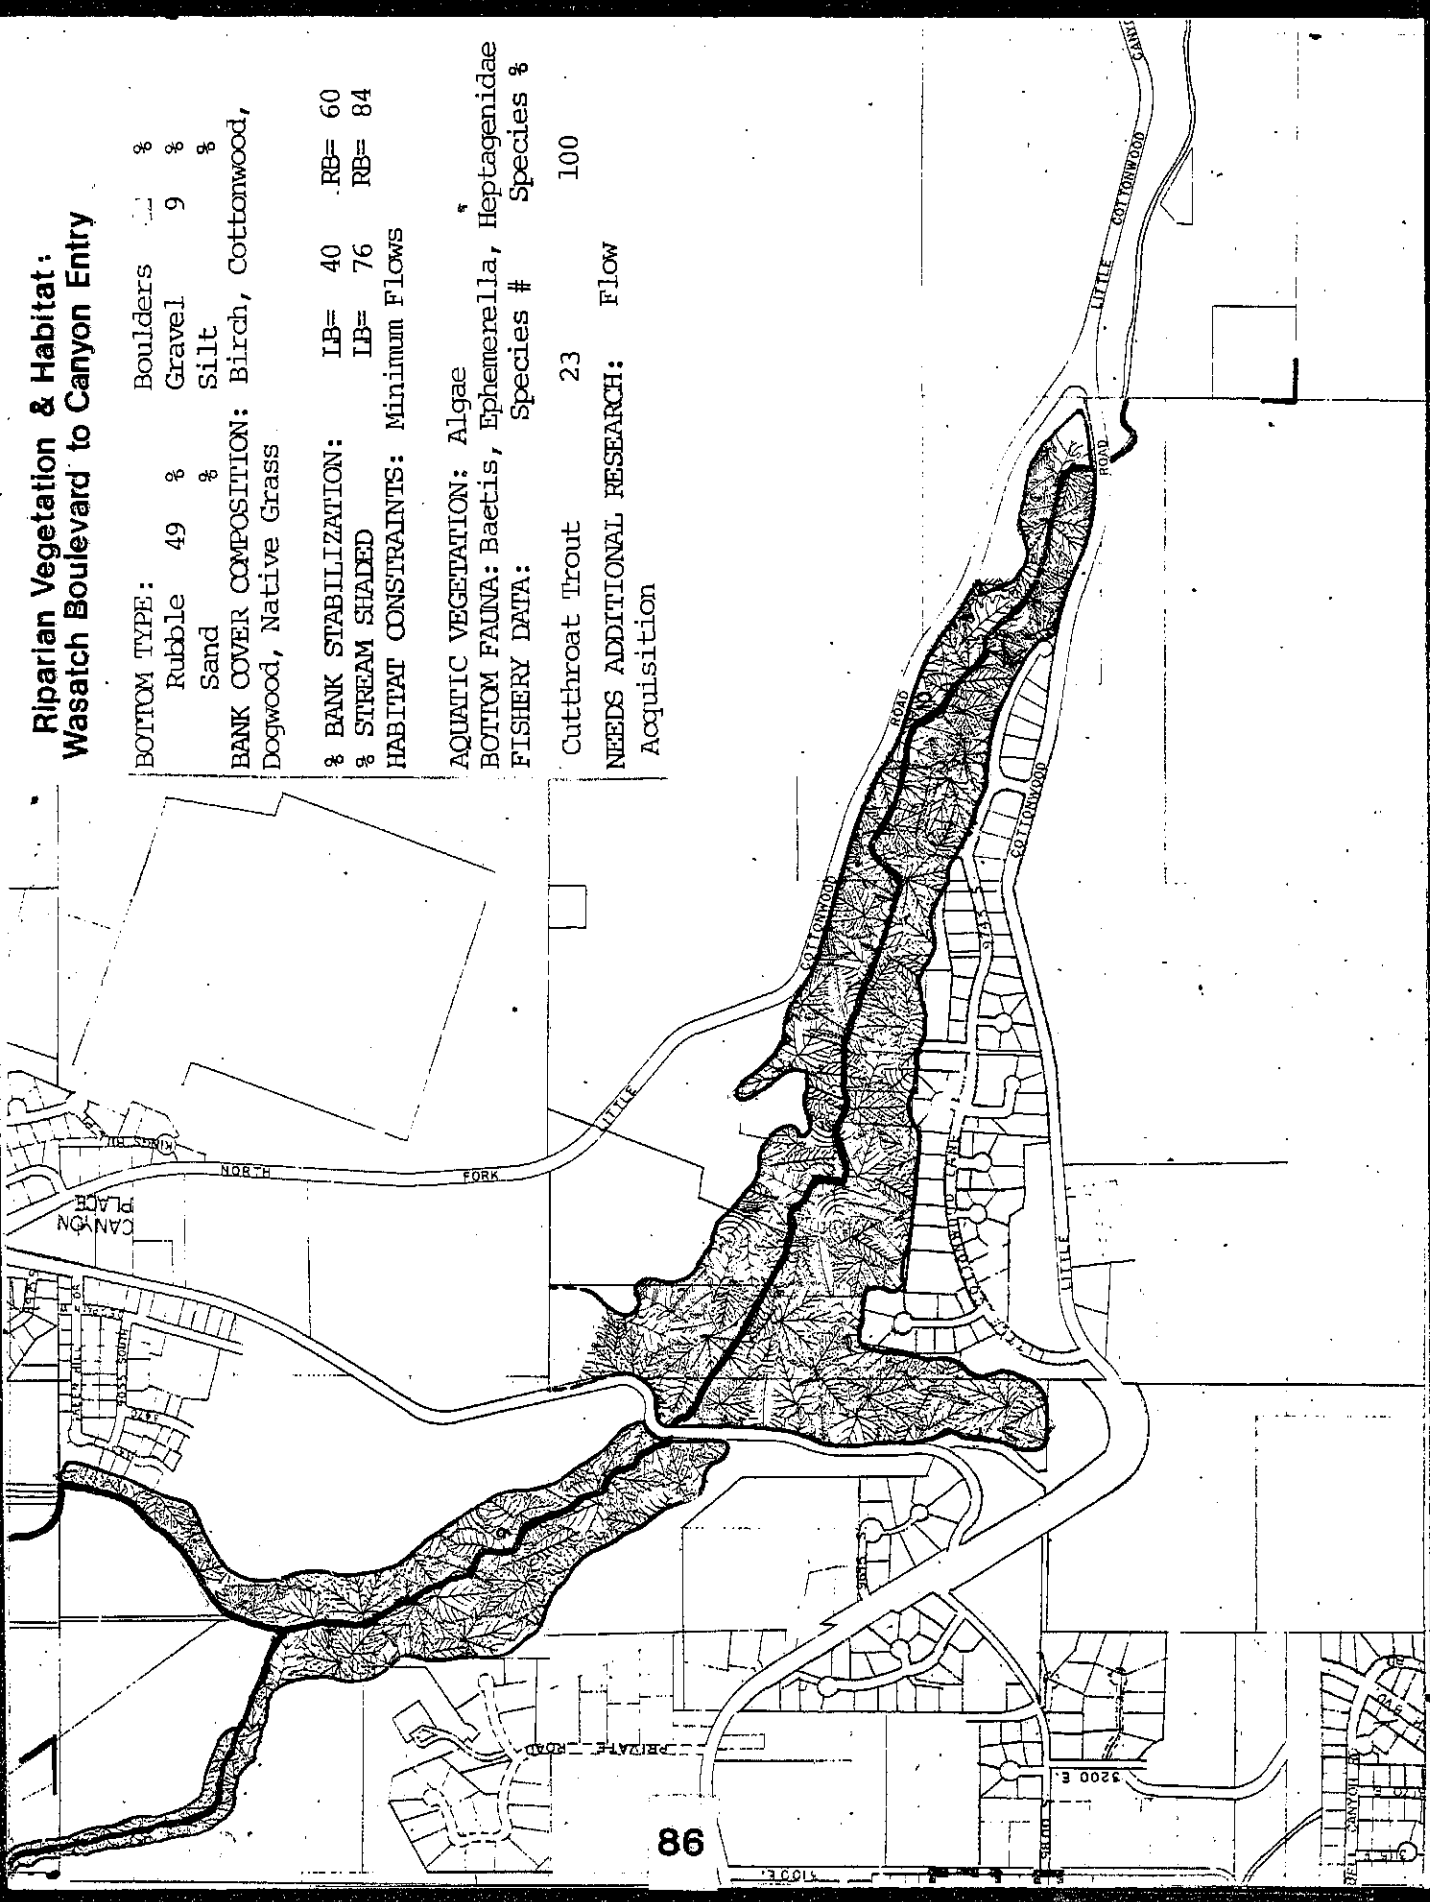 Riparian Vegetation & Habitat:
Wasatch Boulevard to Canyon Entry
BOTTOM TYPE: Boulders %
Rubble 49 % Gravel 9 %
Sand % Silt %
BANK COVER COMPOSITION: Birch, Cottonwood,
Dogwood, Native Grass
% BANK STABILIZATION: LB= 40 RB= 60
% STREAM SHADED LB= 76 RB= 84
HABITAT CONSTRAINTS: Minimum Flows
AQUATIC VEGETATION: Algae
BOTTOM FAUNA: Baetis, Ephemerella, Heptagenidae
FISHERY DATA: Species # Species %
Cutthroat Trout 23 100
NEEDS ADDITIONAL RESEARCH: Flow
Acquisition
LITTLE COTTONWOOD
ROAD
COTTONWOOD ROAD
LITTLE
NORTH FORK
KINGS
CANYON
PLACE
LITTLE
COTTONWOOD
ROAD
9745 S
PRIVATE ROAD
3200 E.
3100 E.
CANYON
86